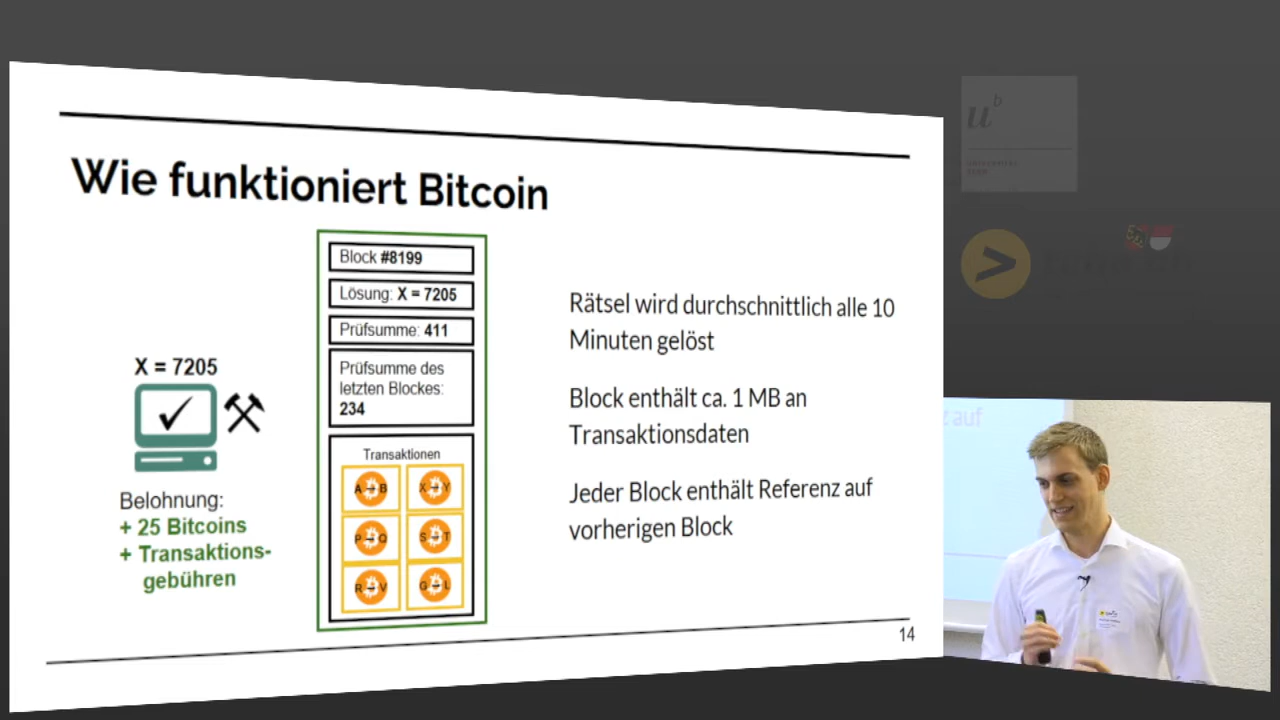 Wie funktioniert Bitcoin
X = 7205
Belohnung:
+ 25 Bitcoins
+ Transaktions-
gebühren
Block #8199
Lösung: X = 7205
Prüfsumme: 411
Prüfsumme des
letzten Blockes:
234
Transaktionen
A B
X Y
P Q
S T
R V
G L
Rätsel wird durchschnittlich alle 10
Minuten gelöst
Block enthält ca. 1 MB an
Transaktionsdaten
Jeder Block enthält Referenz auf
vorherigen Block
14
u b
auf